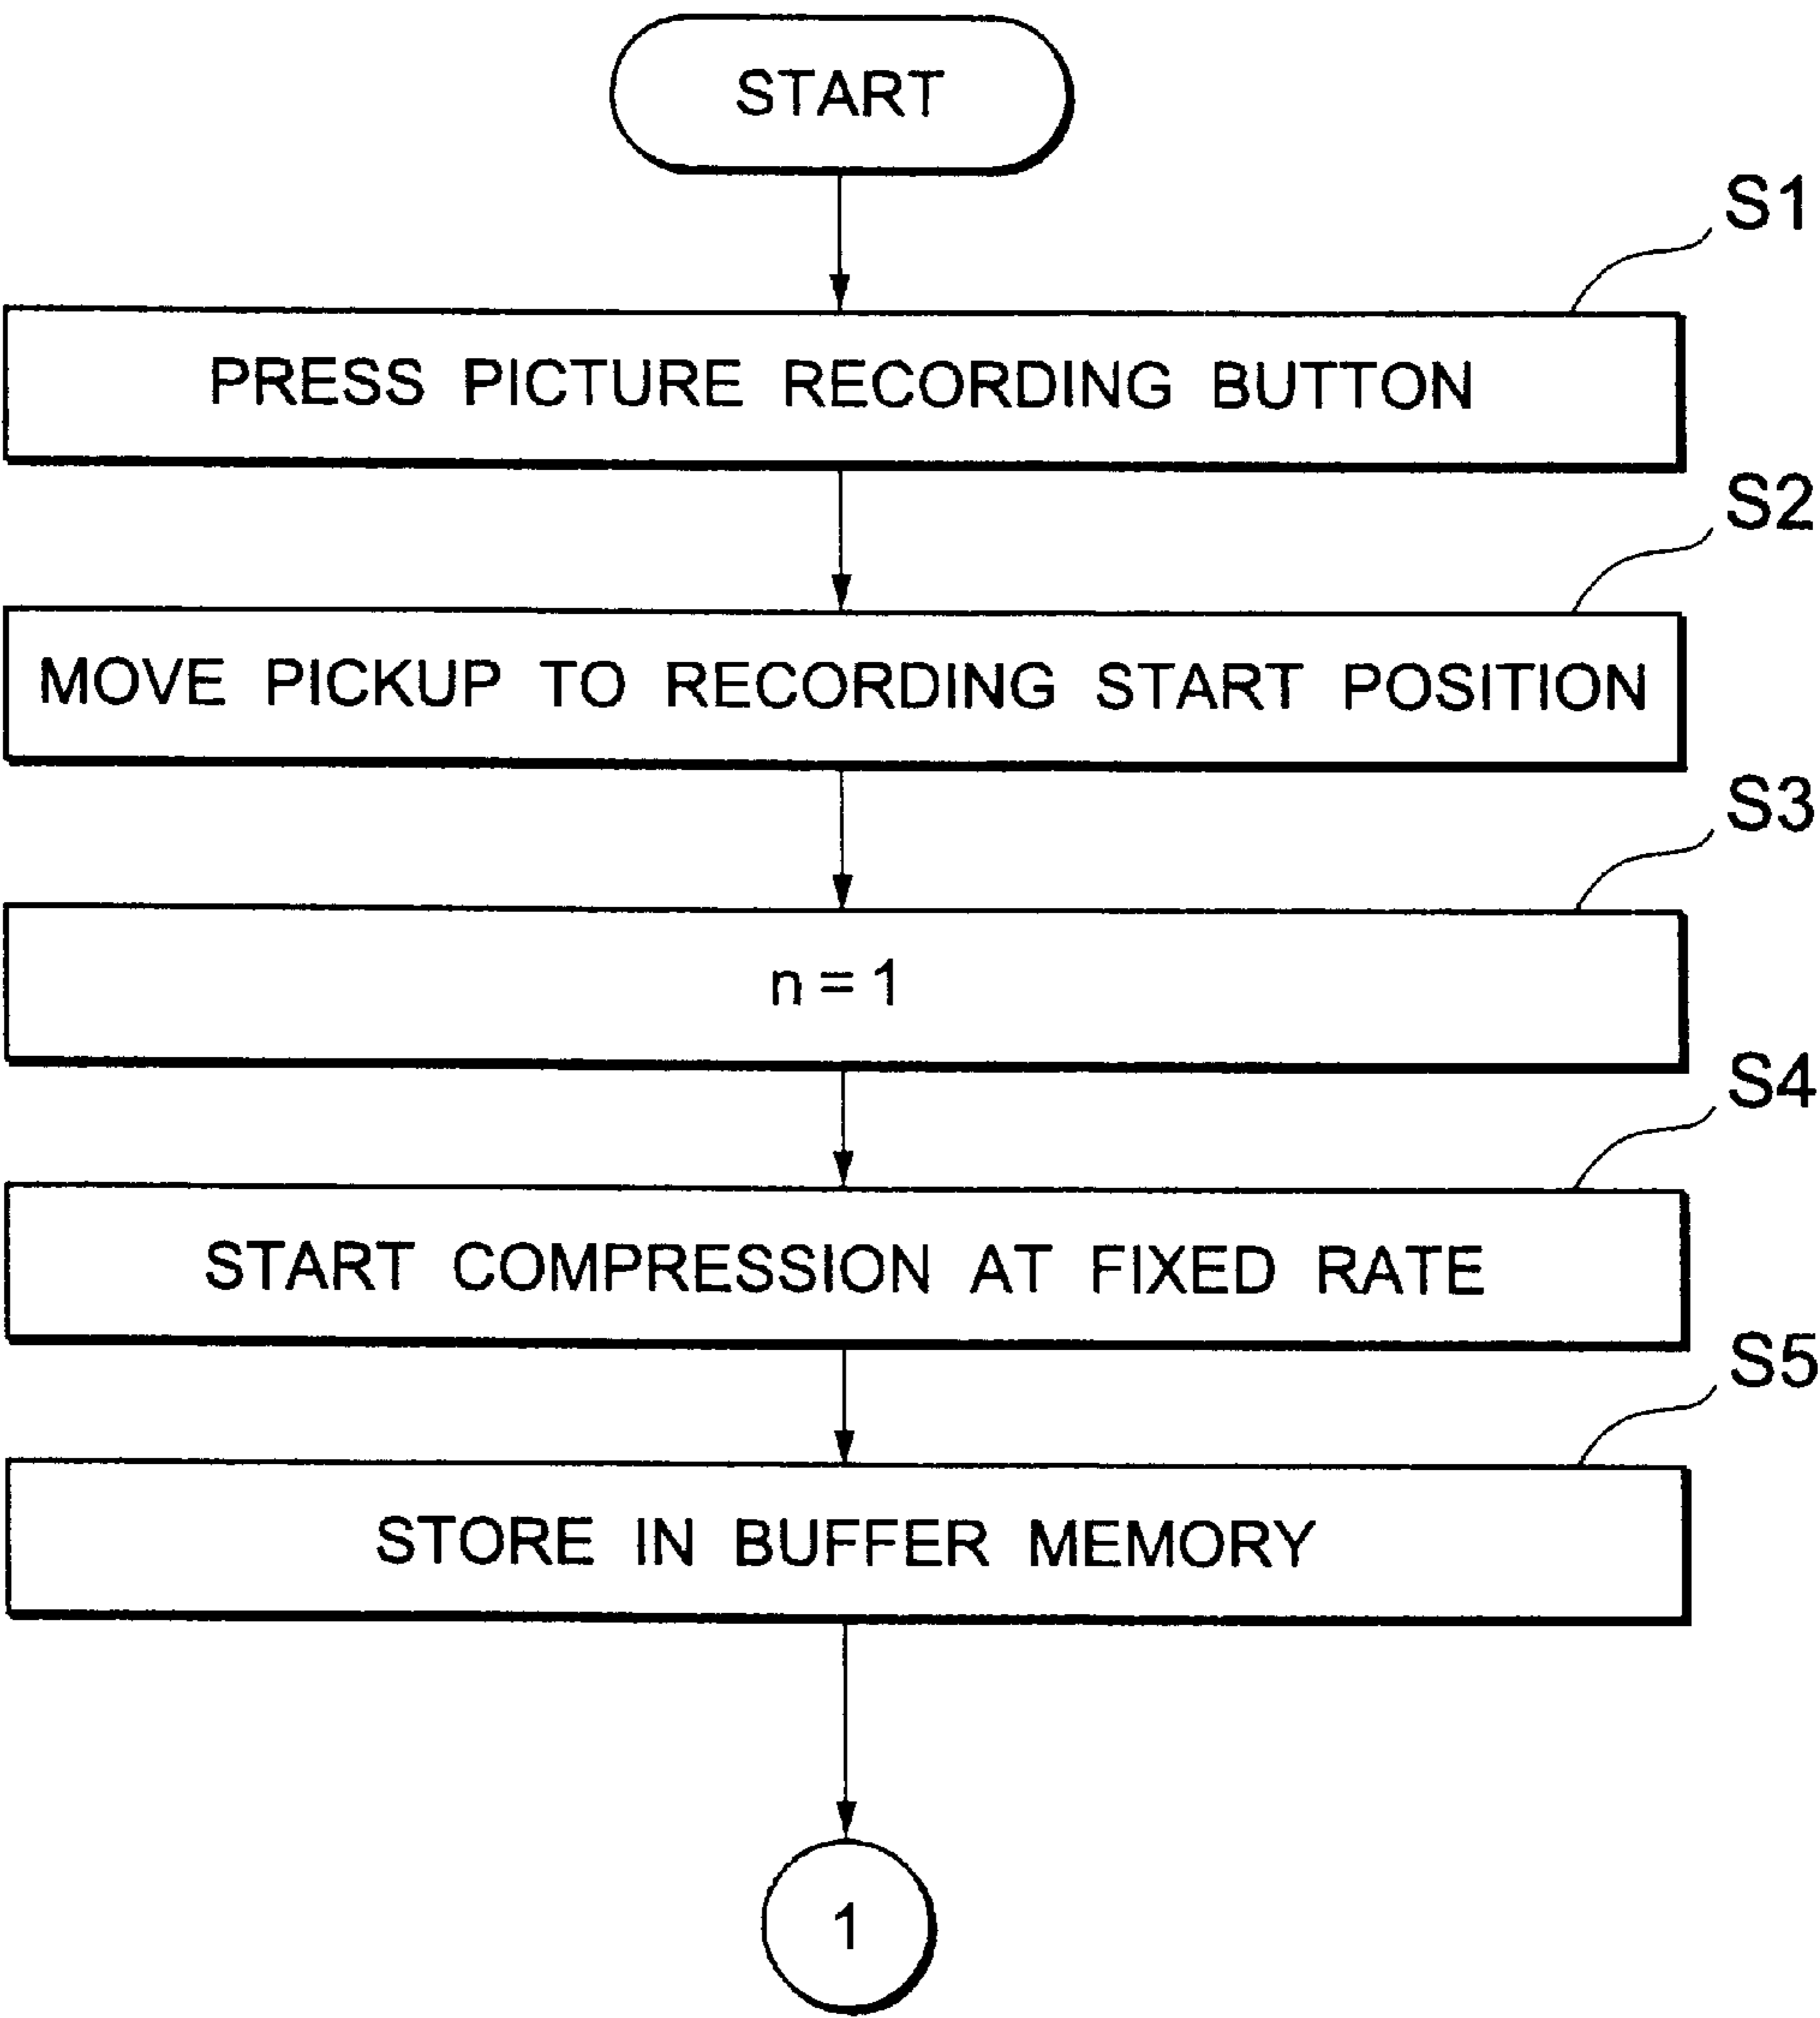 START
S1
PRESS PICTURE RECORDING BUTTON
S2
MOVE PICKUP TO RECORDING START POSITION
S3
n = 1
S4
START COMPRESSION AT FIXED RATE
S5
STORE IN BUFFER MEMORY
1